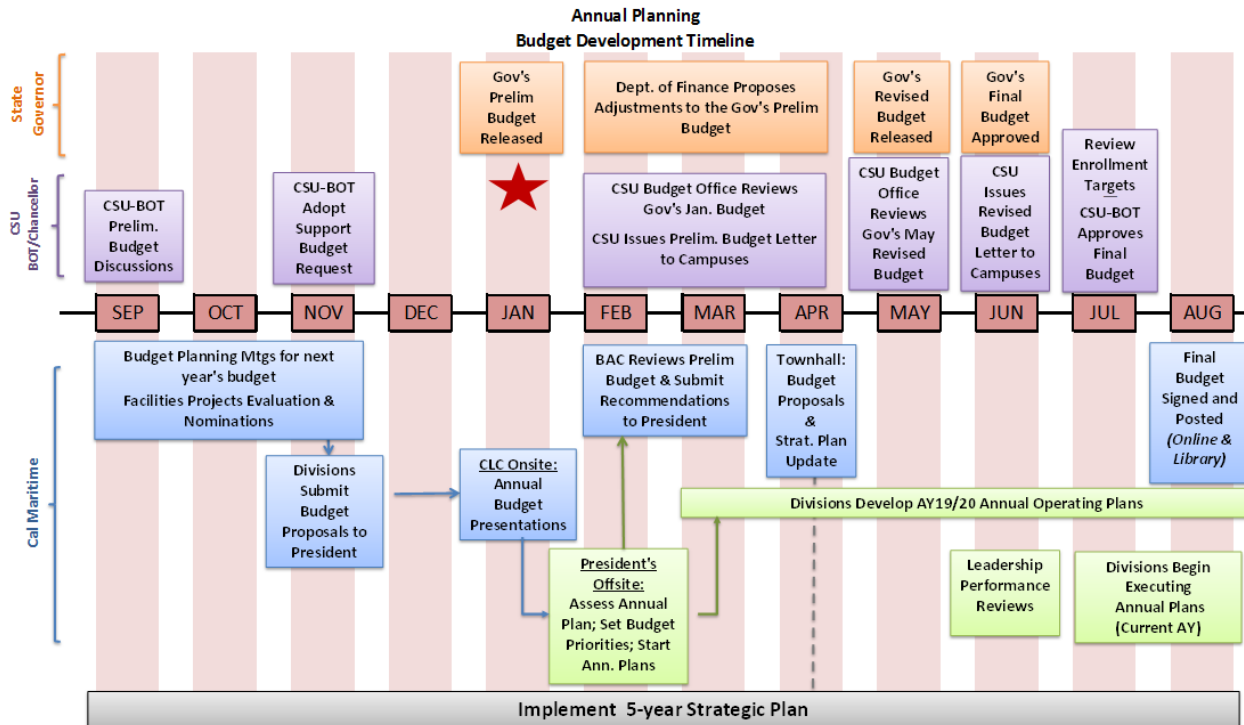 Annual Planning
Budget Development Timeline
State
Governor
Gov's
Prelim
Budget
Released
Dept. of Finance Proposes
Adjustments to the Gov's Prelim
Budget
Gov's
Revised
Budget
Released
Gov's
Final
Budget
Approved
CSU
BOT/Chancellor
CSU-BOT
Prelim.
Budget
Discussions
CSU-BOT
Adopt
Support
Budget
Request
CSU Budget Office Reviews
Gov's Jan. Budget
CSU Issues Prelim. Budget Letter
to Campuses
CSU Budget
Office
Reviews
Gov's May
Revised
Budget
CSU
Issues
Revised
Budget
Letter to
Campuses
Review
Enrollment
Targets
—
CSU-BOT
Approves
Final
Budget
SEP
OCT
NOV
DEC
JAN
FEB
MAR
APR
MAY
JUN
JUL
AUG
Cal Maritime
Budget Planning Mtgs for next
year's budget
Facilities Projects Evaluation &
Nominations
Divisions
Submit
Budget
Proposals to
President
CLC Onsite:
Annual
Budget
Presentations
BAC Reviews Prelim
Budget & Submit
Recommendations
to President
Townhall:
Budget
Proposals
&
Strat. Plan
Update
Final
Budget
Signed and
Posted
(Online &
Library)
Divisions Develop AY19/20 Annual Operating Plans
President's
Offsite:
Assess Annual
Plan; Set Budget
Priorities; Start
Ann. Plans
Leadership
Performance
Reviews
Divisions Begin
Executing
Annual Plans
(Current AY)
Implement 5-year Strategic Plan